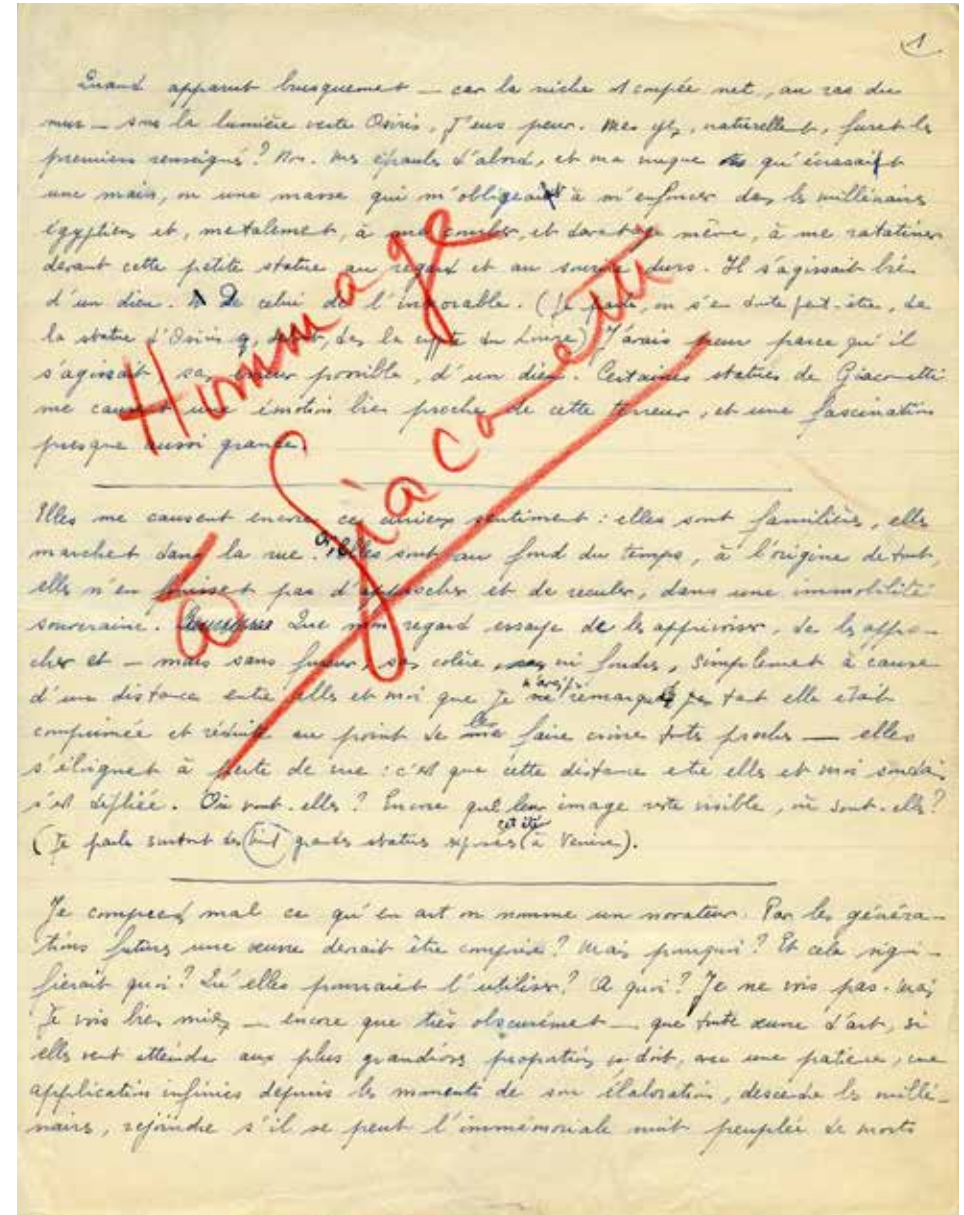 1
Quand apparut brusquement — car la niche est coupée net, au ras du
mur — sous la lumière verte Osiris, j'eus peur. Mes yx, naturellemt, furent les
premiers renseignés? Non. Mes épaules d'abord, et ma nuque qu'écrasait
une main, ou une masse qui m'obligeait à m'enfoncer dans les millénaires
égyptiens et, mentalement, à me courber, et davantage même, à me ratatiner
devant cette petite statue au regard et au sourire durs. Il s'agissait bien
d'un dieu. De celui de l'inexorable. (Je parle, on s'en doute peut-être, de
la statue d'Osiris q, debout, dans la crypte du Louvre) J'avais peur parce qu'il
s'agissait, sans erreur possible, d'un dieu. Certaines statues de Giacometti
me causent une émotion bien proche de cette terreur, et une fascination
presque aussi grande.
Hommage
à Giacometti
Elles me causent encore ce curieux sentiment : elles sont familières, elles
marchent dans la rue. Or, elles sont au fond du temps, à l'origine de tout,
elles n'en finissent pas d'approcher et de reculer, dans une immobilité
souveraine. Que mon regard essaye de les apprivoiser, de les appro-
cher et — mais sans fureur, sans colère, ni foudres, simplement à cause
d'une distance entre elles et moi que je n'avais pas remarquée tant elle était
comprimée et réduite au point de les faire croire toutes proches — elles
s'éloignent à perte de vue : c'est que cette distance entre elles et moi soudain
s'est dépliée. Où vont-elles? Encore que leur image reste visible, où sont-elles?
(Je parle surtout des huit grandes statues exposées cet été à Venise).
Je comprends mal ce qu'en art on nomme un novateur. Par les généra-
tions futures une œuvre devrait être comprise? Mais pourquoi? Et cela signi-
fierait quoi? Qu'elles pourraient l'utiliser? A quoi? Je ne vois pas. Mais
Je vois bien mieux — encore que très obscurément — que toute œuvre d'art, si
elle veut atteindre aux plus grandioses proportions doit, avec une patience, une
application infinies depuis les moments de son élaboration, descendre les millé-
naires, rejoindre s'il se peut l'immémoriale nuit peuplée de morts